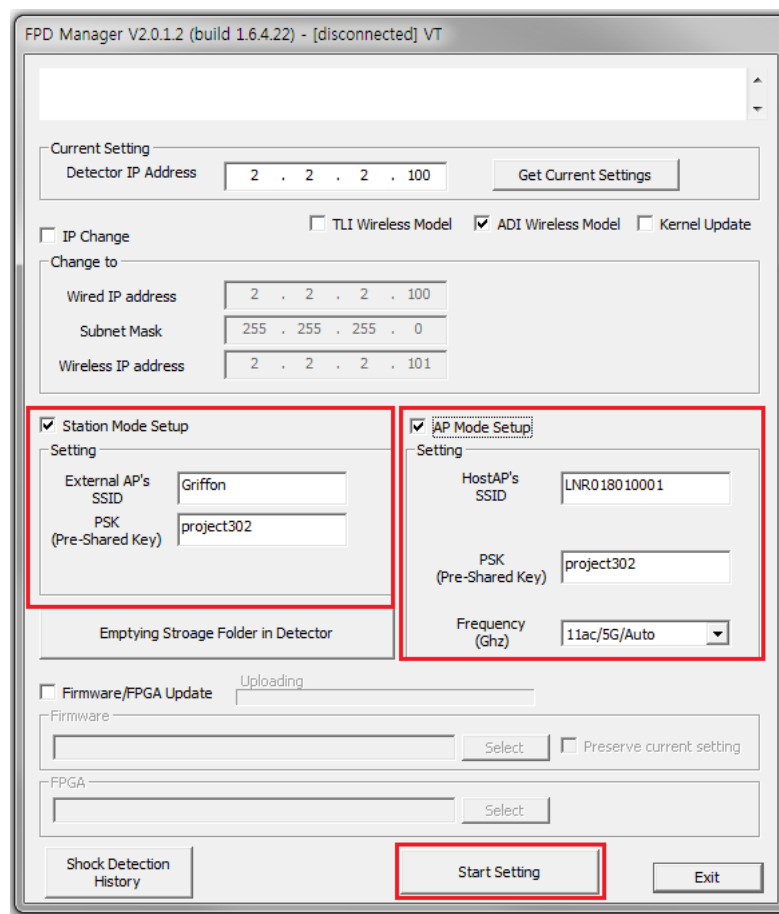 FPD Manager V2.0.1.2 (build 1.6.4.22) - [disconnected] VT
Current Setting
Detector IP Address 2 . 2 . 2 . 100 Get Current Settings
IP Change TLI Wireless Model ADI Wireless Model Kernel Update
Change to
Wired IP address 2 . 2 . 2 . 100
Subnet Mask 255 . 255 . 255 . 0
Wireless IP address 2 . 2 . 2 . 101
Station Mode Setup
Setting
External AP's
SSID
Griffon
PSK
(Pre-Shared Key)
project302
Emptying Stroage Folder in Detector
AP Mode Setup
Setting
HostAP's
SSID
LNR018010001
PSK
(Pre-Shared Key)
project302
Frequency
(Ghz)
11ac/5G/Auto
Firmware/FPGA Update Uploading
Firmware
Select Preserve current setting
FPGA
Select
Shock Detection
History
Start Setting
Exit